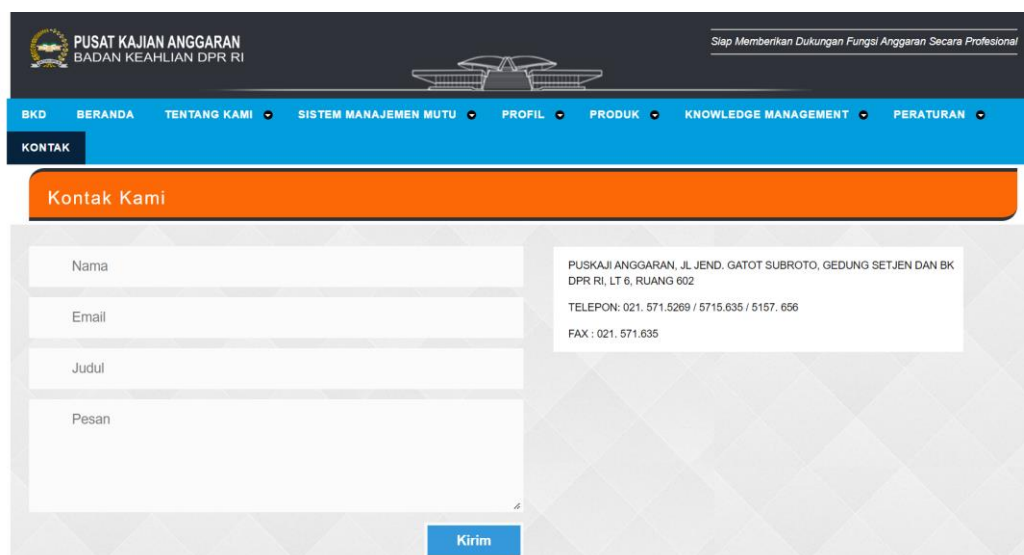 PUSAT KAJIAN ANGGARAN
BADAN KEAHLIAN DPR RI
Siap Memberikan Dukungan Fungsi Anggaran Secara Profesional
BKD BERANDA TENTANG KAMI SISTEM MANAJEMEN MUTU PROFIL PRODUK KNOWLEDGE MANAGEMENT PERATURAN
KONTAK
Kontak Kami
Nama
Email
Judul
Pesan
Kirim
PUSKAJI ANGGARAN, JL JEND. GATOT SUBROTO, GEDUNG SETJEN DAN BK
DPR RI, LT 6, RUANG 602
TELEPON: 021. 571.5269 / 5715.635 / 5157. 656
FAX : 021. 571.635